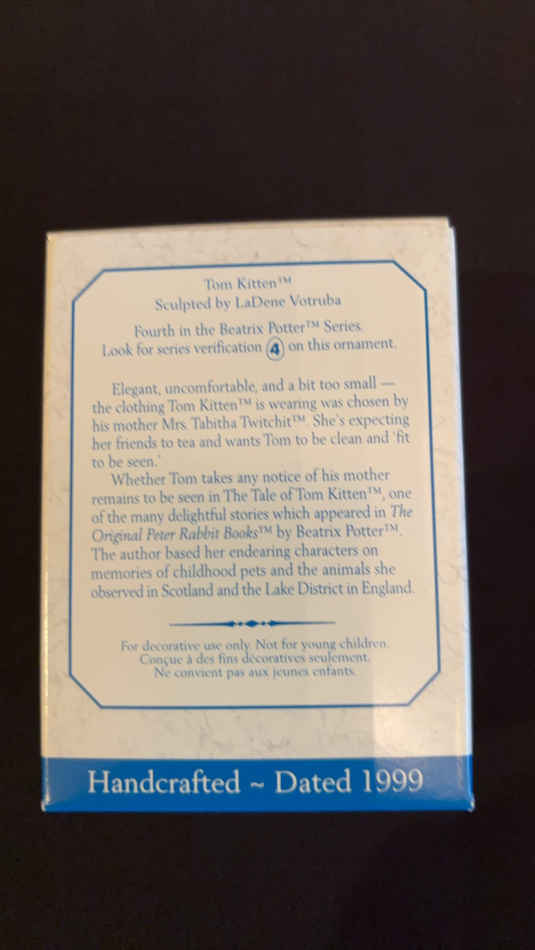 Tom Kitten™
Sculpted by LaDene Votruba
Fourth in the Beatrix Potter™ Series.
Look for series verification 4 on this ornament.
Elegant, uncomfortable, and a bit too small —
the clothing Tom Kitten™ is wearing was chosen by
his mother Mrs. Tabitha Twitchit™. She's expecting
her friends to tea and wants Tom to be clean and 'fit
to be seen.'
Whether Tom takes any notice of his mother
remains to be seen in The Tale of Tom Kitten™, one
of the many delightful stories which appeared in The
Original Peter Rabbit Books™ by Beatrix Potter™.
The author based her endearing characters on
memories of childhood pets and the animals she
observed in Scotland and the Lake District in England.
For decorative use only. Not for young children.
Conçue à des fins décoratives seulement.
Ne convient pas aux jeunes enfants.
Handcrafted ~ Dated 1999